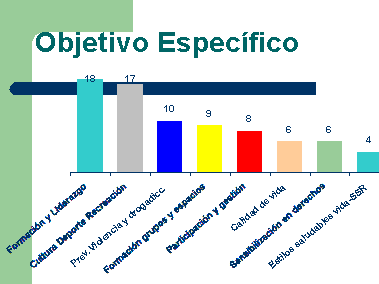 Objetivo Específico
18
17
10
9
8
6
6
4
Formación y Liderazgo
Cultura Deporte Recreación
Prev. Violencia y drogadicc
Formación grupos y espacios
Participación y gestión
Calidad de vida
Sensibilización en derechos
Estilos saludables vida-SSR